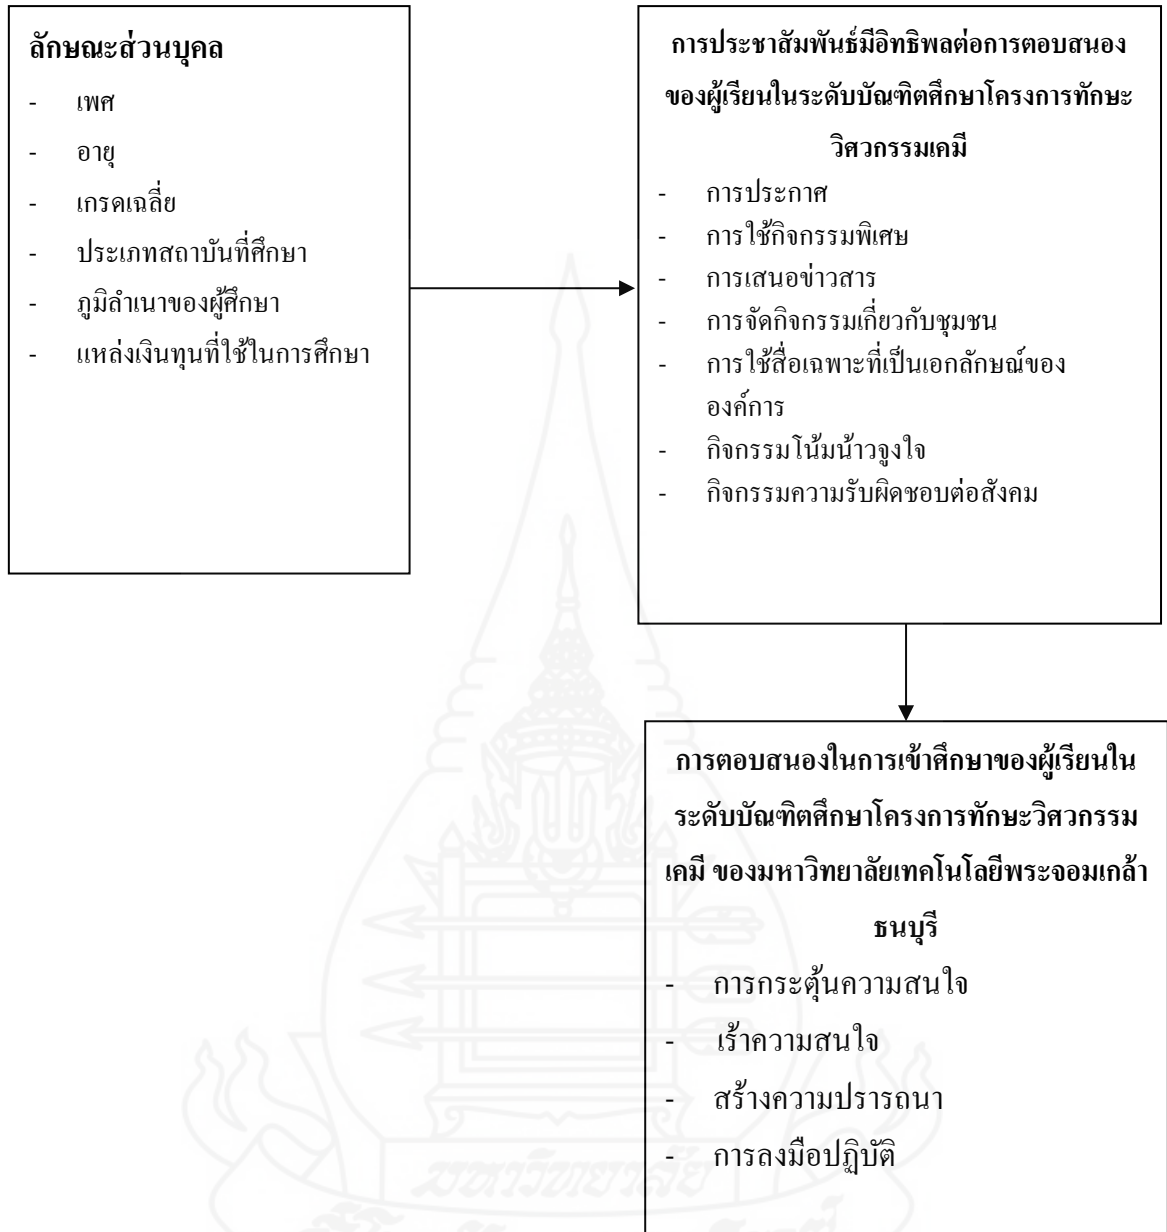 ลักษณะส่วนบุคล
- เพศ
- อายุ
- เกรดเฉลี่ย
- ประเภทสถาบันที่ศึกษา
- ภูมิลำเนาของผู้ศึกษา
- แหล่งเงินทุนที่ใช้ในการศึกษา
การประชาสัมพันธ์มีอิทธิพลต่อการตอบสนอง
ของผู้เรียนในระดับบัณฑิตศึกษาโครงการทักษะ
วิศวกรรมเคมี
- การประกาศ
- การใช้กิจกรรมพิเศษ
- การเสนอข่าวสาร
- การจัดกิจกรรมเกี่ยวกับชุมชน
- การใช้สื่อเฉพาะที่เป็นเอกลักษณ์ของ
องค์การ
- กิจกรรมโน้มน้าวจูงใจ
- กิจกรรมความรับผิดชอบต่อสังคม
การตอบสนองในการเข้าศึกษาของผู้เรียนใน
ระดับบัณฑิตศึกษาโครงการทักษะวิศวกรรม
เคมี ของมหาวิทยาลัยเทคโนโลยีพระจอมเกล้า
ธนบุรี
- การกระตุ้นความสนใจ
- เร้าความสนใจ
- สร้างความปรารถนา
- การลงมือปฏิบัติ
มหาวิทยาลัย